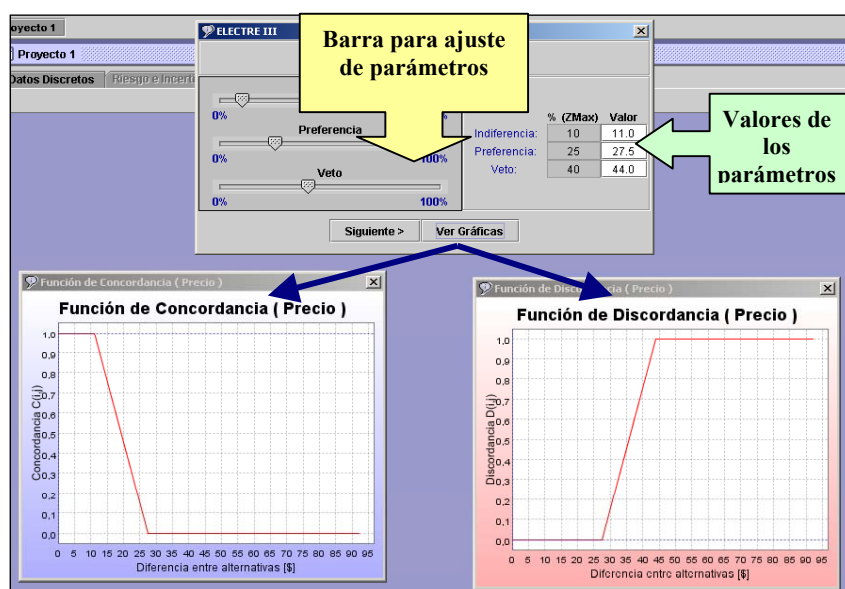 oyecto 1
Proyecto 1
Datos Discretos
ELECTRE III
Barra para ajuste
de parámetros
0%
Preferencia
0%
100%
Veto
0%
100%
% (ZMax) Valor
Indiferencia: 10 11.0
Preferencia: 25 27.5
Veto: 40 44.0
Valores de
los
parámetros
Siguiente > Ver Gráficas
Función de Concordancia ( Precio )
Función de Concordancia ( Precio )
Concordancia C(i,j)
1,0
0,9
0,8
0,7
0,6
0,5
0,4
0,3
0,2
0,1
0,0
0 5 10 15 20 25 30 35 40 45 50 55 60 65 70 75 80 85 90 95
Diferencia entre alternativas [$]
Función de ( Precio )
Función de Discordancia ( Precio )
Discordancia D(i,j)
1,0
0,9
0,8
0,7
0,6
0,5
0,4
0,3
0,2
0,1
0,0
0 5 10 15 20 25 30 35 40 45 50 55 60 65 70 75 80 85 90 95
Diferencia entre alternativas [$]